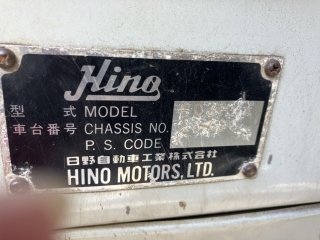 Hino
型 式 MODEL
車台番号 CHASSIS NO.
P. S. CODE
日野自動車工業株式会社
HINO MOTORS, LTD.